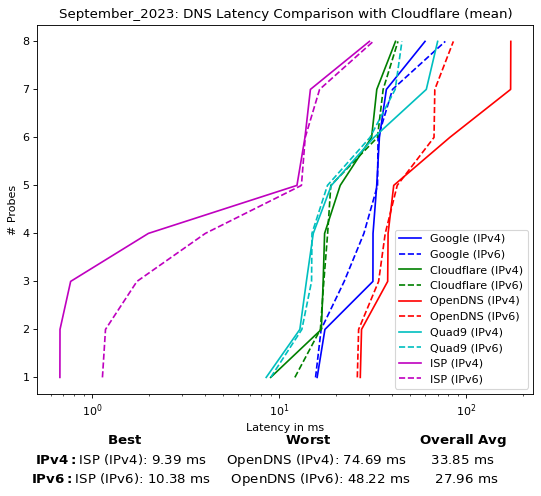 September_2023: DNS Latency Comparison with Cloudflare (mean)
8
7
6
5
4
3
2
1
# Probes
Google (IPv4)
Google (IPv6)
Cloudflare (IPv4)
Cloudflare (IPv6)
OpenDNS (IPv4)
OpenDNS (IPv6)
Quad9 (IPv4)
Quad9 (IPv6)
ISP (IPv4)
ISP (IPv6)
10⁰ 10¹ 10²
Latency in ms
Best Worst Overall Avg
IPv4: ISP (IPv4): 9.39 ms OpenDNS (IPv4): 74.69 ms 33.85 ms
IPv6: ISP (IPv6): 10.38 ms OpenDNS (IPv6): 48.22 ms 27.96 ms